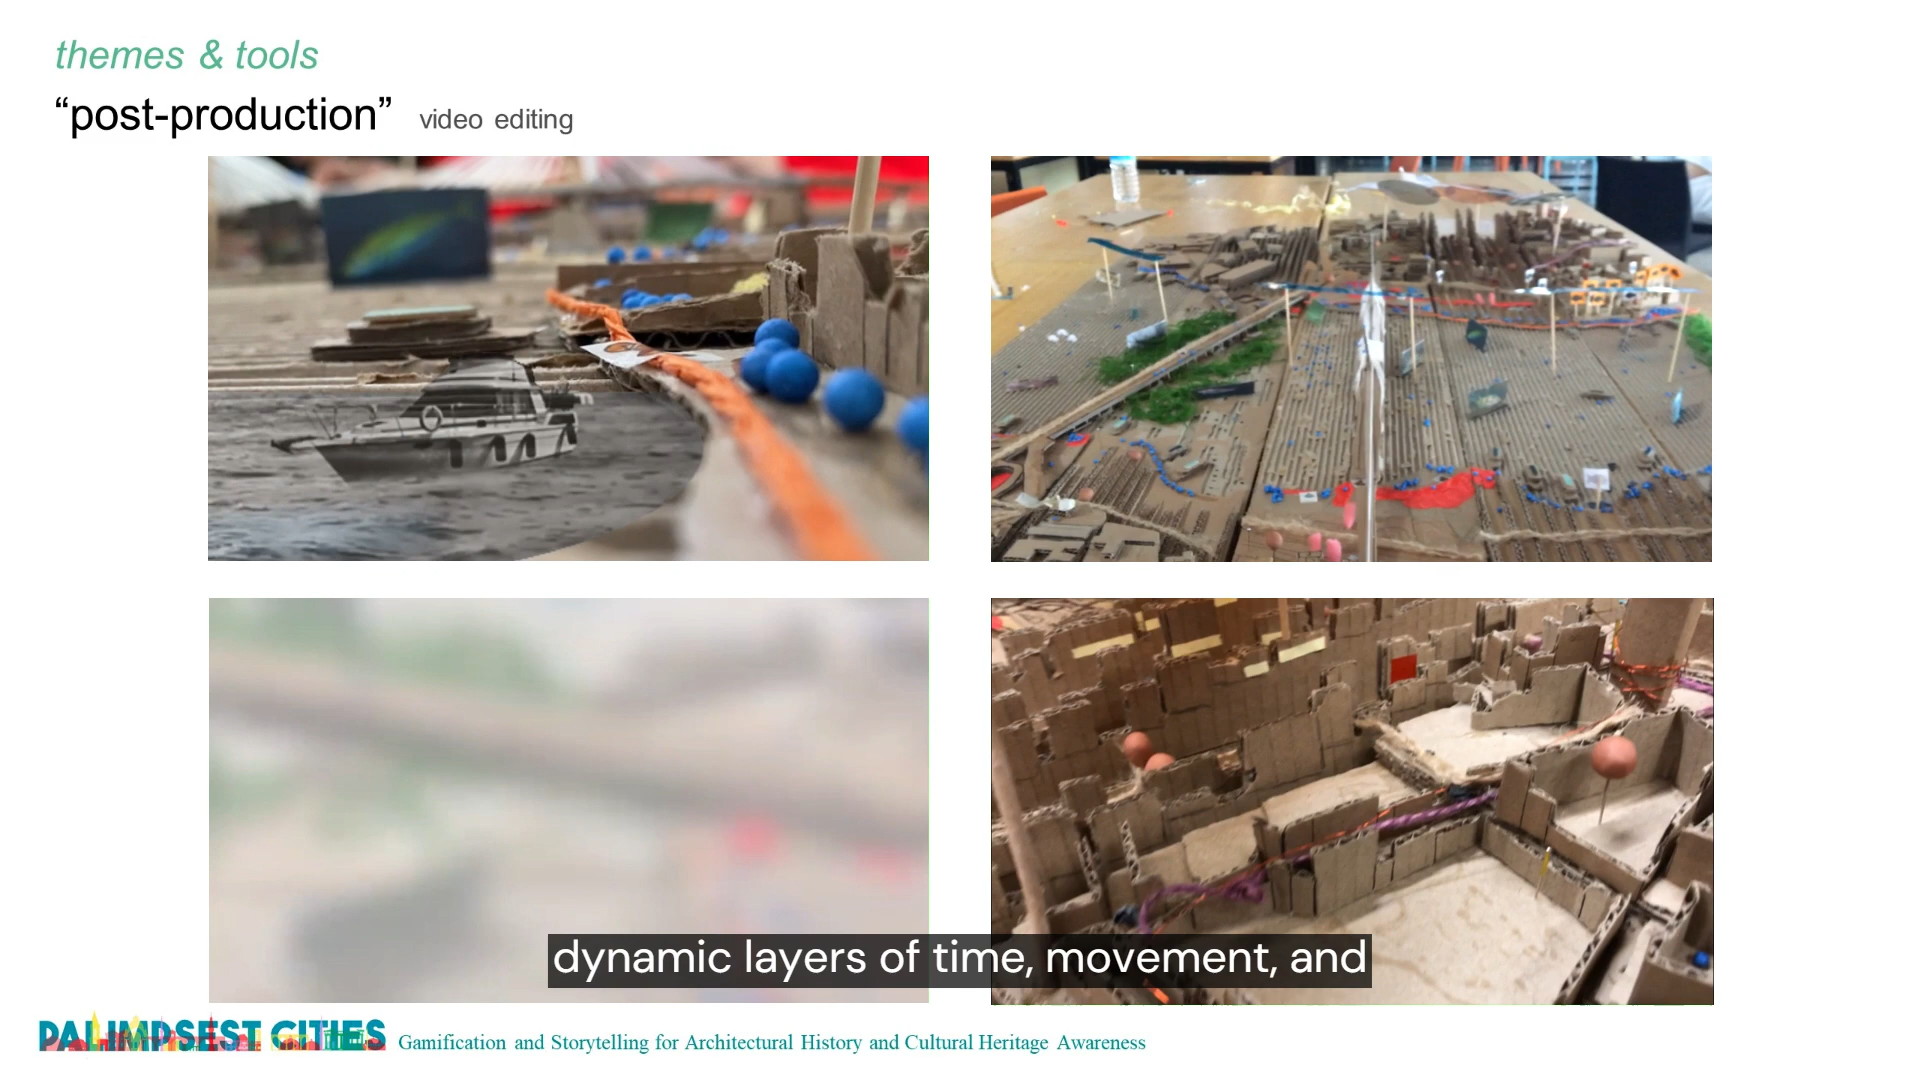 themes & tools
“post-production” video editing
dynamic layers of time, movement, and
PALIMPSEST CITIES Gamification and Storytelling for Architectural History and Cultural Heritage Awareness